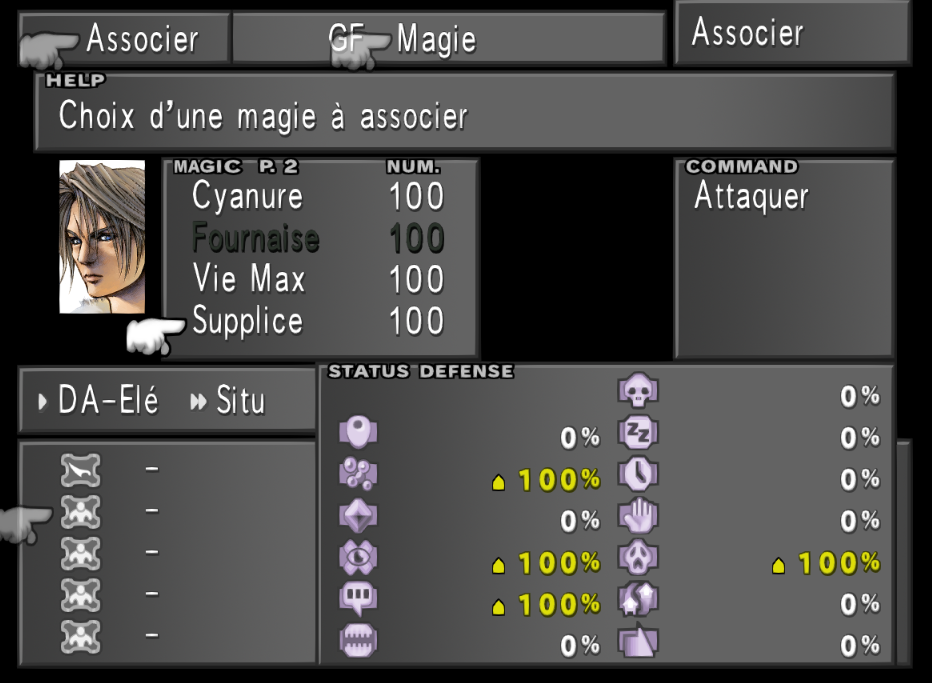 Associer GF Magie Associer
HELP
Choix d'une magie à associer
MAGIC P. 2 NUM.
Cyanure 100
Fournaise 100
Vie Max 100
Supplice 100
COMMAND
Attaquer
DA-Elé Situ
STATUS DEFENSE
0%
0% zz 0%
100% 0%
0% 0%
100% 100%
100% 0%
0% 0%
–
–
–
–
–